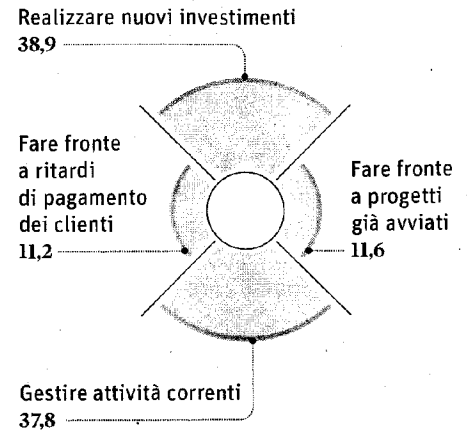 Realizzare nuovi investimenti
38,9
Fare fronte
a ritardi
di pagamento
dei clienti
11,2
Fare fronte
a progetti
già avviati
11,6
Gestire attività correnti
37,8